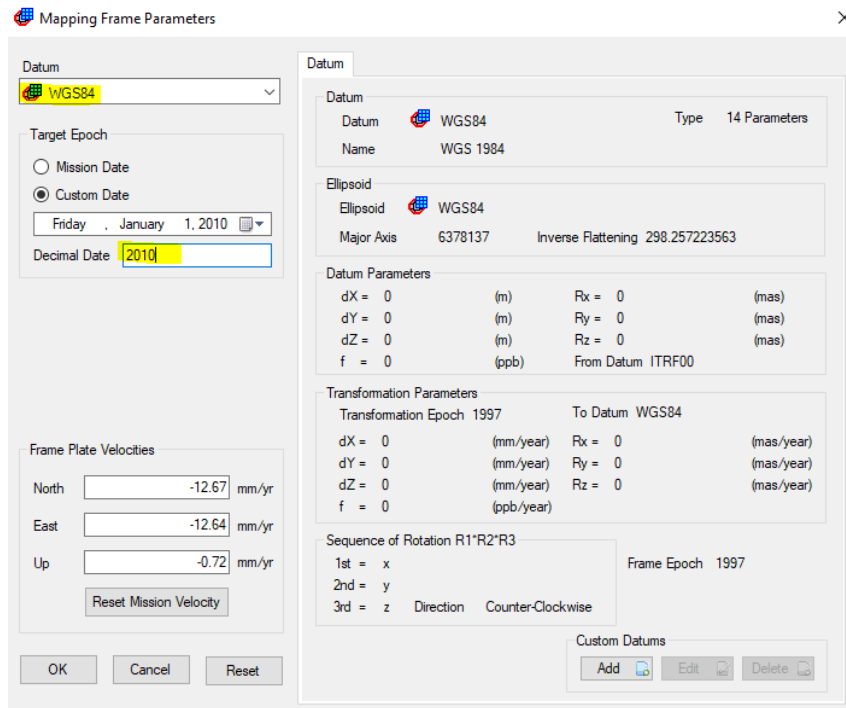 Mapping Frame Parameters
Datum
WGS84
Target Epoch
Mission Date
Custom Date
Friday , January 1, 2010
Decimal Date 2010
Frame Plate Velocities
North -12.67 mm/yr
East -12.64 mm/yr
Up -0.72 mm/yr
Reset Mission Velocity
OK Cancel Reset
Datum
Datum
Datum WGS84 Type 14 Parameters
Name WGS 1984
Ellipsoid
Ellipsoid WGS84
Major Axis 6378137 Inverse Flattening 298.257223563
Datum Parameters
dX = 0 (m) Rx = 0 (mas)
dY = 0 (m) Ry = 0 (mas)
dZ = 0 (m) Rz = 0 (mas)
f = 0 (ppb) From Datum ITRF00
Transformation Parameters
Transformation Epoch 1997 To Datum WGS84
dX = 0 (mm/year) Rx = 0 (mas/year)
dY = 0 (mm/year) Ry = 0 (mas/year)
dZ = 0 (mm/year) Rz = 0 (mas/year)
f = 0 (ppb/year)
Sequence of Rotation R1*R2*R3
1st = x Frame Epoch 1997
2nd = y
3rd = z Direction Counter-Clockwise
Custom Datums
Add Edit Delete